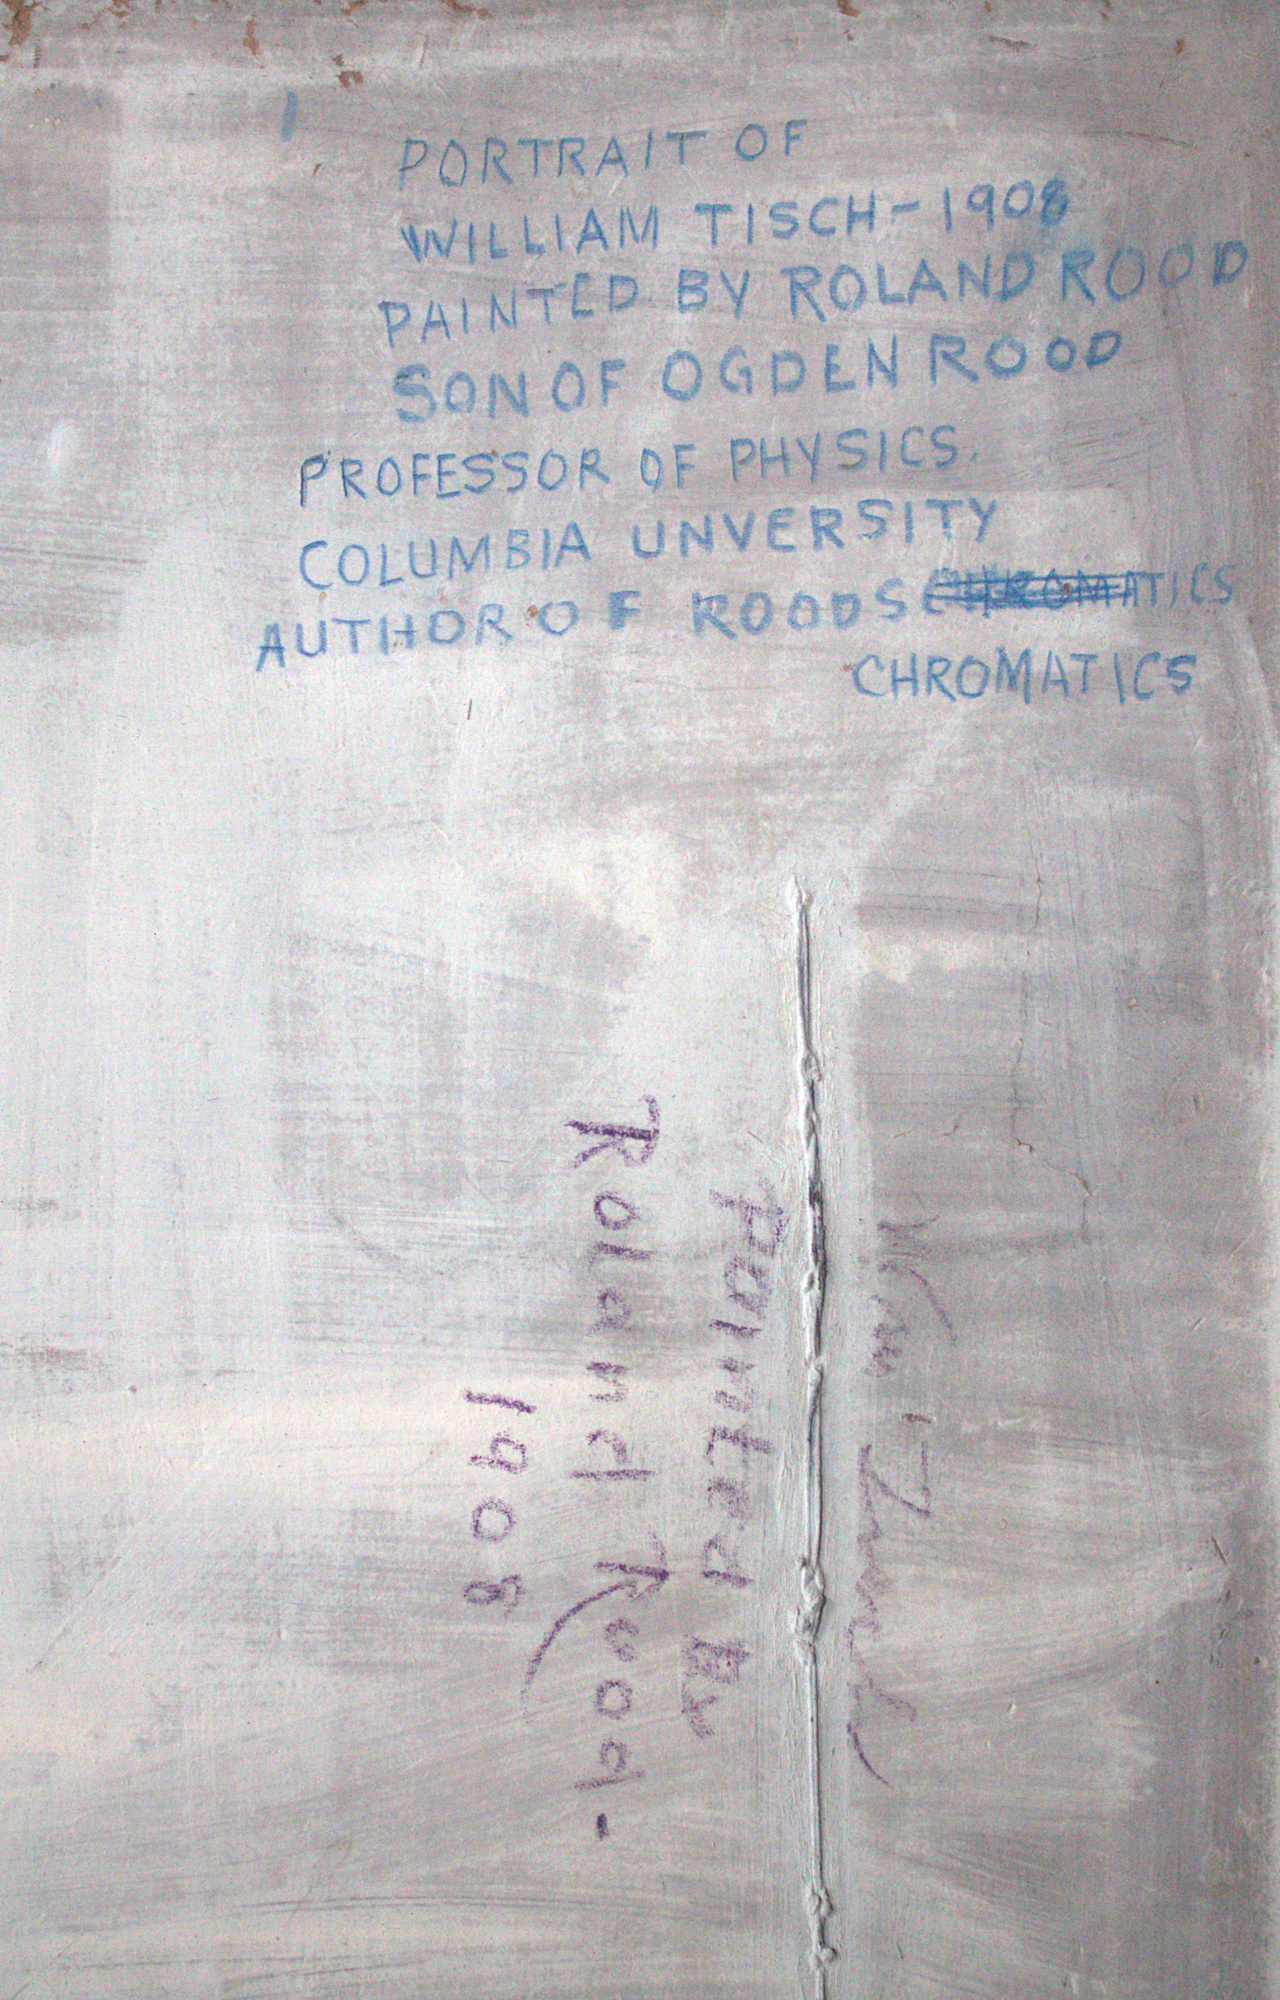 PORTRAIT OF
WILLIAM TISCH - 1908
PAINTED BY ROLAND ROOD
SON OF OGDEN ROOD
PROFESSOR OF PHYSICS.
COLUMBIA UNVERSITY
AUTHOR OF ROODS CHROMATICS
CHROMATICS
Painted By
Roland Rood -
1908